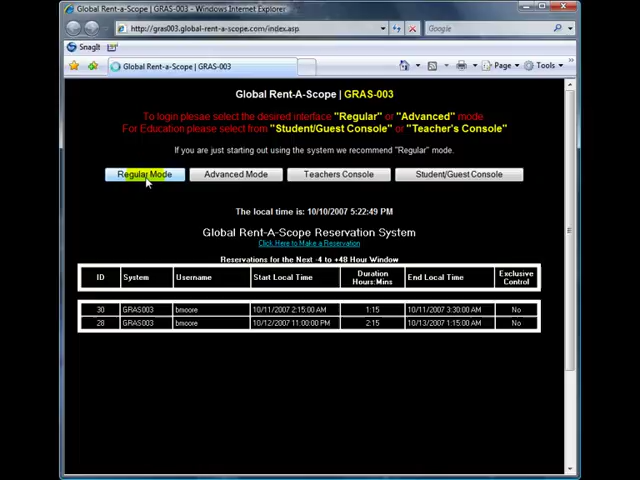 Global Rent-a-Scope | GRAS-003 - Windows Internet Explorer
http://gras003.global-rent-a-scope.com/index.asp
Google
SnagIt
Global Rent-a-Scope | GRAS-003
Page
Tools
Global Rent-A-Scope | GRAS-003
To login plesae select the desired interface "Regular" or "Advanced" mode
For Education please select from "Student/Guest Console" or "Teacher's Console"
If you are just starting out using the system we recommend "Regular" mode.
Regular Mode
Advanced Mode
Teachers Console
Student/Guest Console
The local time is: 10/10/2007 5:22:49 PM
Global Rent-A-Scope Reservation System
Click Here to Make a Reservation
Reservations for the Next -4 to +48 Hour Window
ID System Username Start Local Time Duration Hours:Mins End Local Time Exclusive Control
30 GRAS003 bmoore 10/11/2007 2:15:00 AM 1:15 10/11/2007 3:30:00 AM No
28 GRAS003 bmoore 10/12/2007 11:00:00 PM 2:15 10/13/2007 1:15:00 AM No